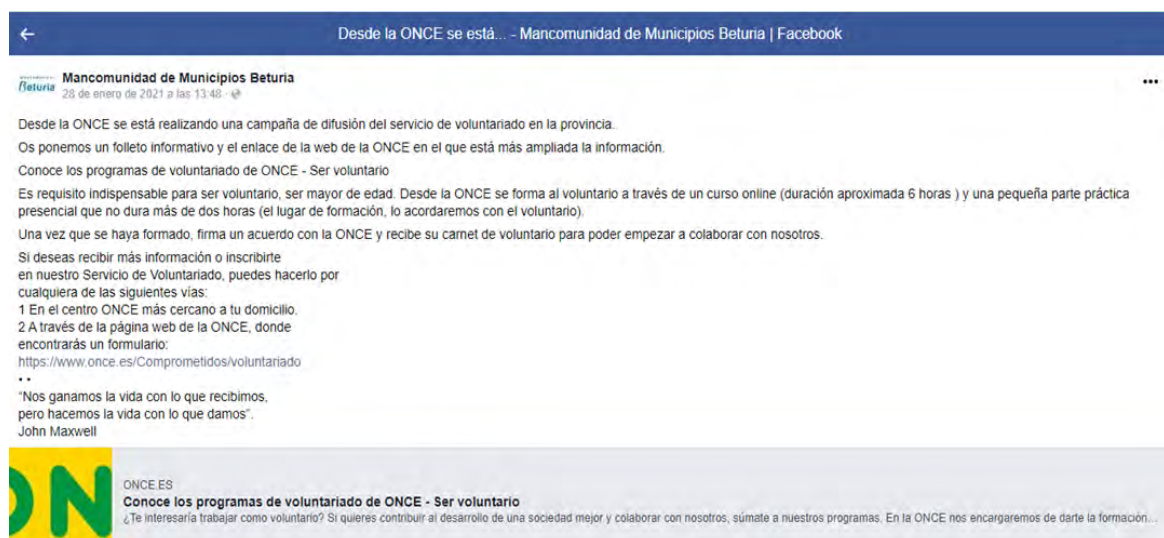 Desde la ONCE se está... - Mancomunidad de Municipios Beturia | Facebook
Beturia
Mancomunidad de Municipios Beturia
28 de enero de 2021 a las 13:48 ·
Desde la ONCE se está realizando una campaña de difusión del servicio de voluntariado en la provincia.
Os ponemos un folleto informativo y el enlace de la web de la ONCE en el que está más ampliada la información.
Conoce los programas de voluntariado de ONCE - Ser voluntario
Es requisito indispensable para ser voluntario, ser mayor de edad. Desde la ONCE se forma al voluntario a través de un curso online (duración aproximada 6 horas ) y una pequeña parte práctica
presencial que no dura más de dos horas (el lugar de formación, lo acordaremos con el voluntario).
Una vez que se haya formado, firma un acuerdo con la ONCE y recibe su carnet de voluntario para poder empezar a colaborar con nosotros.
Si deseas recibir más información o inscribirte
en nuestro Servicio de Voluntariado, puedes hacerlo por
cualquiera de las siguientes vías:
1 En el centro ONCE más cercano a tu domicilio.
2 A través de la página web de la ONCE, donde
encontrarás un formulario:
https://www.once.es/Comprometidos/voluntariado
• •
"Nos ganamos la vida con lo que recibimos,
pero hacemos la vida con lo que damos".
John Maxwell
ON
ONCE.ES
Conoce los programas de voluntariado de ONCE - Ser voluntario
¿Te interesaría trabajar como voluntario? Si quieres contribuir al desarrollo de una sociedad mejor y colaborar con nosotros, súmate a nuestros programas. En la ONCE nos encargaremos de darte la formación...